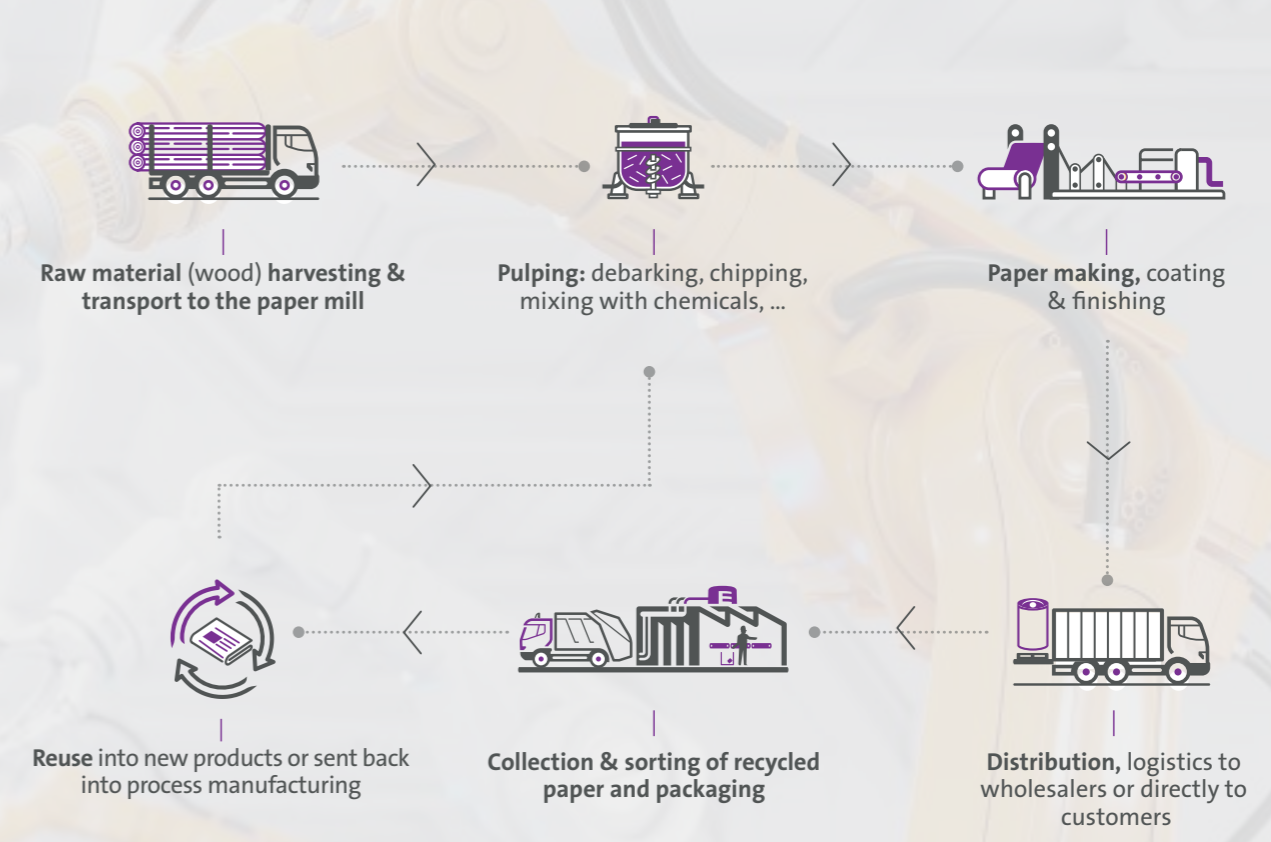 Raw material (wood) harvesting &
transport to the paper mill
Pulping: debarking, chipping,
mixing with chemicals, ...
Paper making, coating
& finishing
Reuse into new products or sent back
into process manufacturing
Collection & sorting of recycled
paper and packaging
Distribution, logistics to
wholesalers or directly to
customers